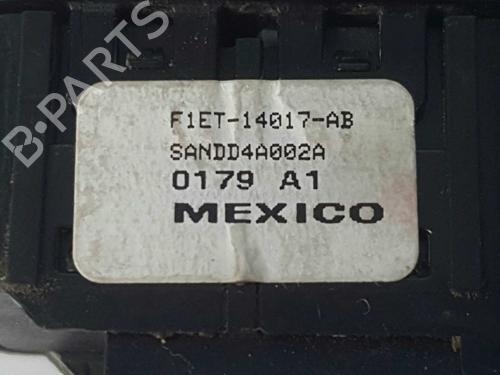 B-PARTS
F1ET-14017-AB
SANDD4A002A
0179 A1
MEXICO